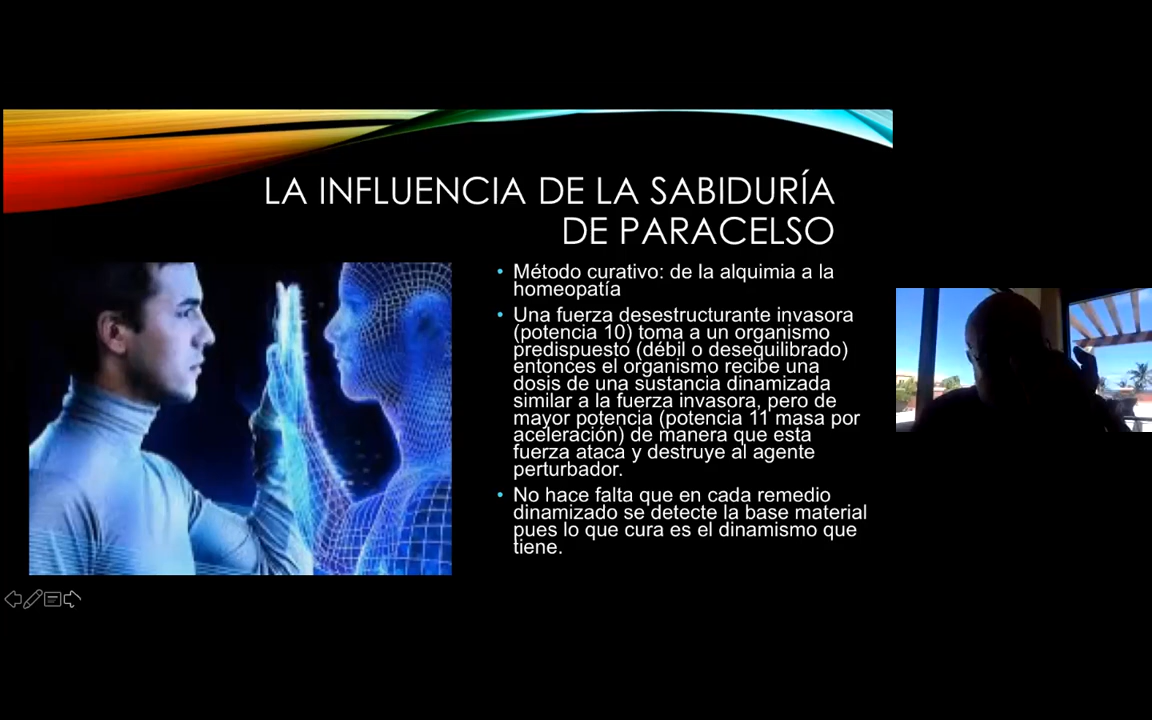 LA INFLUENCIA DE LA SABIDURÍA
DE PARACELSO
• Método curativo: de la alquimia a la
homeopatía
• Una fuerza desestructurante invasora
(potencia 10) toma a un organismo
predispuesto (débil o desequilibrado)
entonces el organismo recibe una
dosis de una sustancia dinamizada
similar a la fuerza invasora, pero de
mayor potencia (potencia 11 masa por
aceleración) de manera que esta
fuerza ataca y destruye al agente
perturbador.
• No hace falta que en cada remedio
dinamizado se detecte la base material
pues lo que cura es el dinamismo que
tiene.